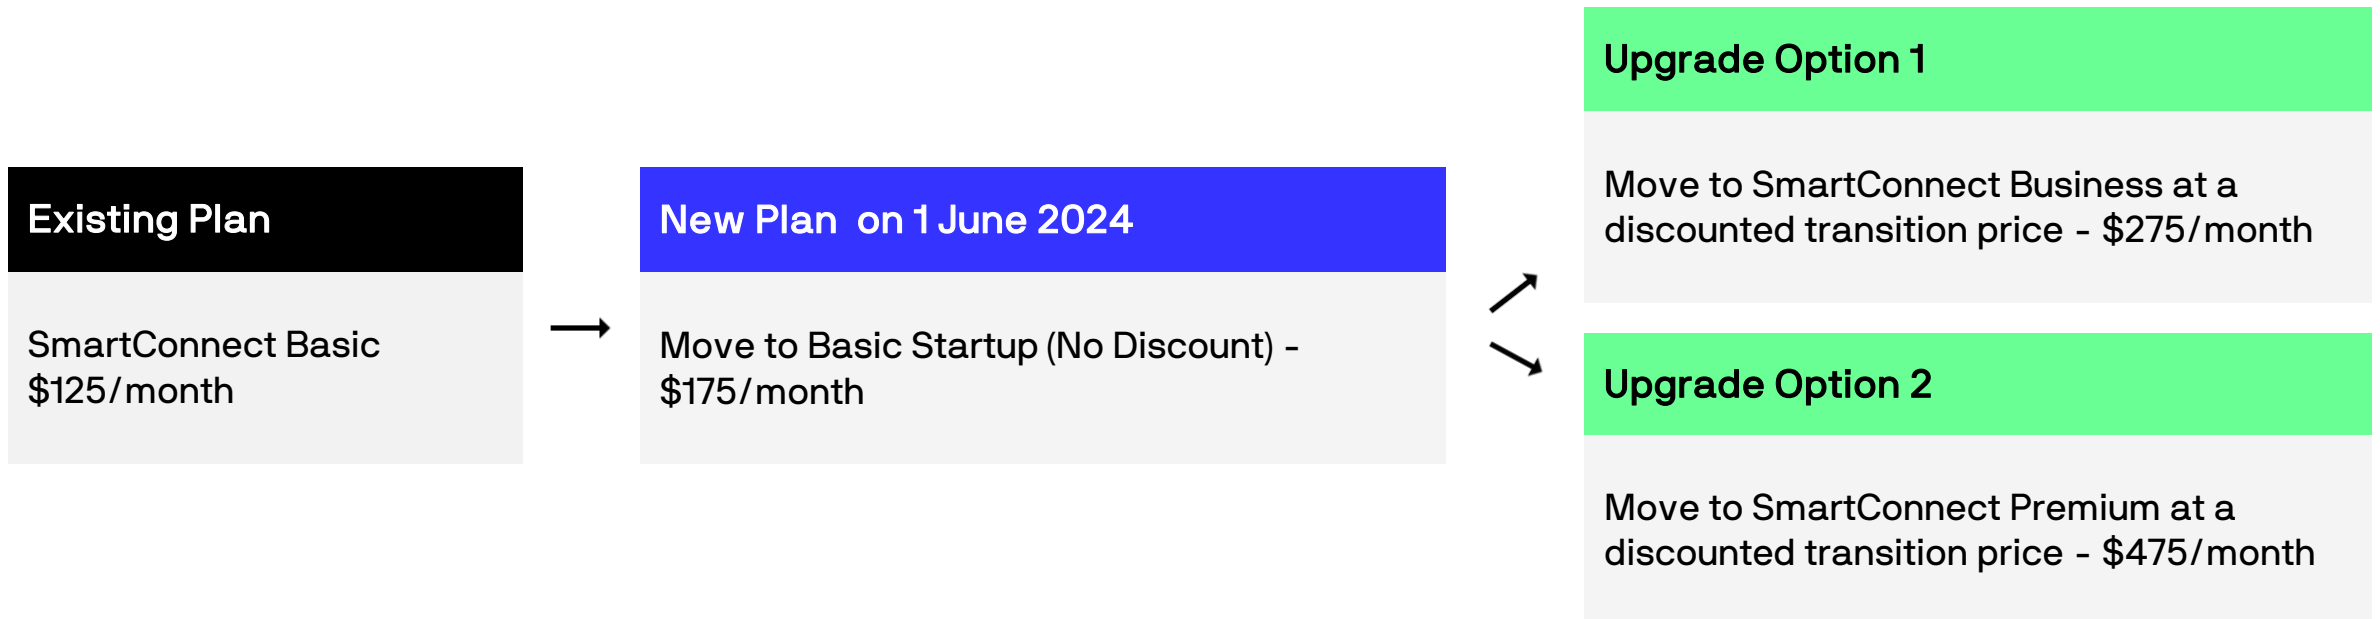 Existing Plan
SmartConnect Basic
$125/month
New Plan  on 1 June 2024
Move to Basic Startup (No Discount) -
$175/month
Upgrade Option 1
Move to SmartConnect Business at a
discounted transition price - $275/month
Upgrade Option 2
Move to SmartConnect Premium at a
discounted transition price - $475/month